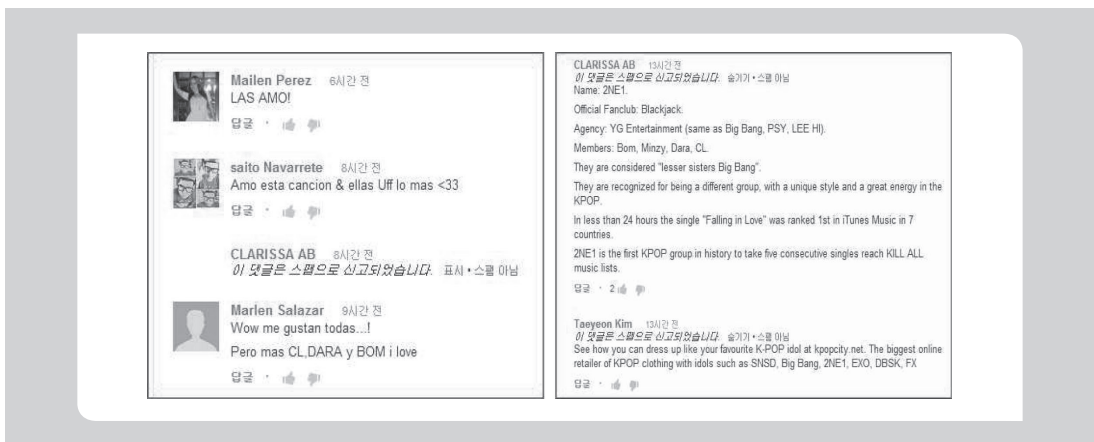 Mailen Perez 6시간 전
LAS AMO!
답글 ·
saito Navarrete 8시간 전
Amo esta cancion & ellas Uff lo mas <33
답글 ·
CLARISSA AB 8시간 전
이 댓글은 스팸으로 신고되었습니다. 표시 • 스팸 아님
Marlen Salazar 9시간 전
Wow me gustan todas...!
Pero mas CL,DARA y BOM i love
답글 ·
CLARISSA AB 13시간 전
이 댓글은 스팸으로 신고되었습니다. 숨기기 • 스팸 아님
Name: 2NE1.
Official Fanclub: Blackjack.
Agency: YG Entertainment (same as Big Bang, PSY, LEE HI).
Members: Bom, Minzy, Dara, CL.
They are considered "lesser sisters Big Bang".
They are recognized for being a different group, with a unique style and a great energy in the
KPOP.
In less than 24 hours the single "Falling in Love" was ranked 1st in iTunes Music in 7
countries.
2NE1 is the first KPOP group in history to take five consecutive singles reach KILL ALL
music lists.
답글 · 2
Taeyeon Kim 13시간 전
이 댓글은 스팸으로 신고되었습니다. 숨기기 • 스팸 아님
See how you can dress up like your favourite K-POP idol at kpopcity.net. The biggest online
retailer of KPOP clothing with idols such as SNSD, Big Bang, 2NE1, EXO, DBSK, FX
답글 ·